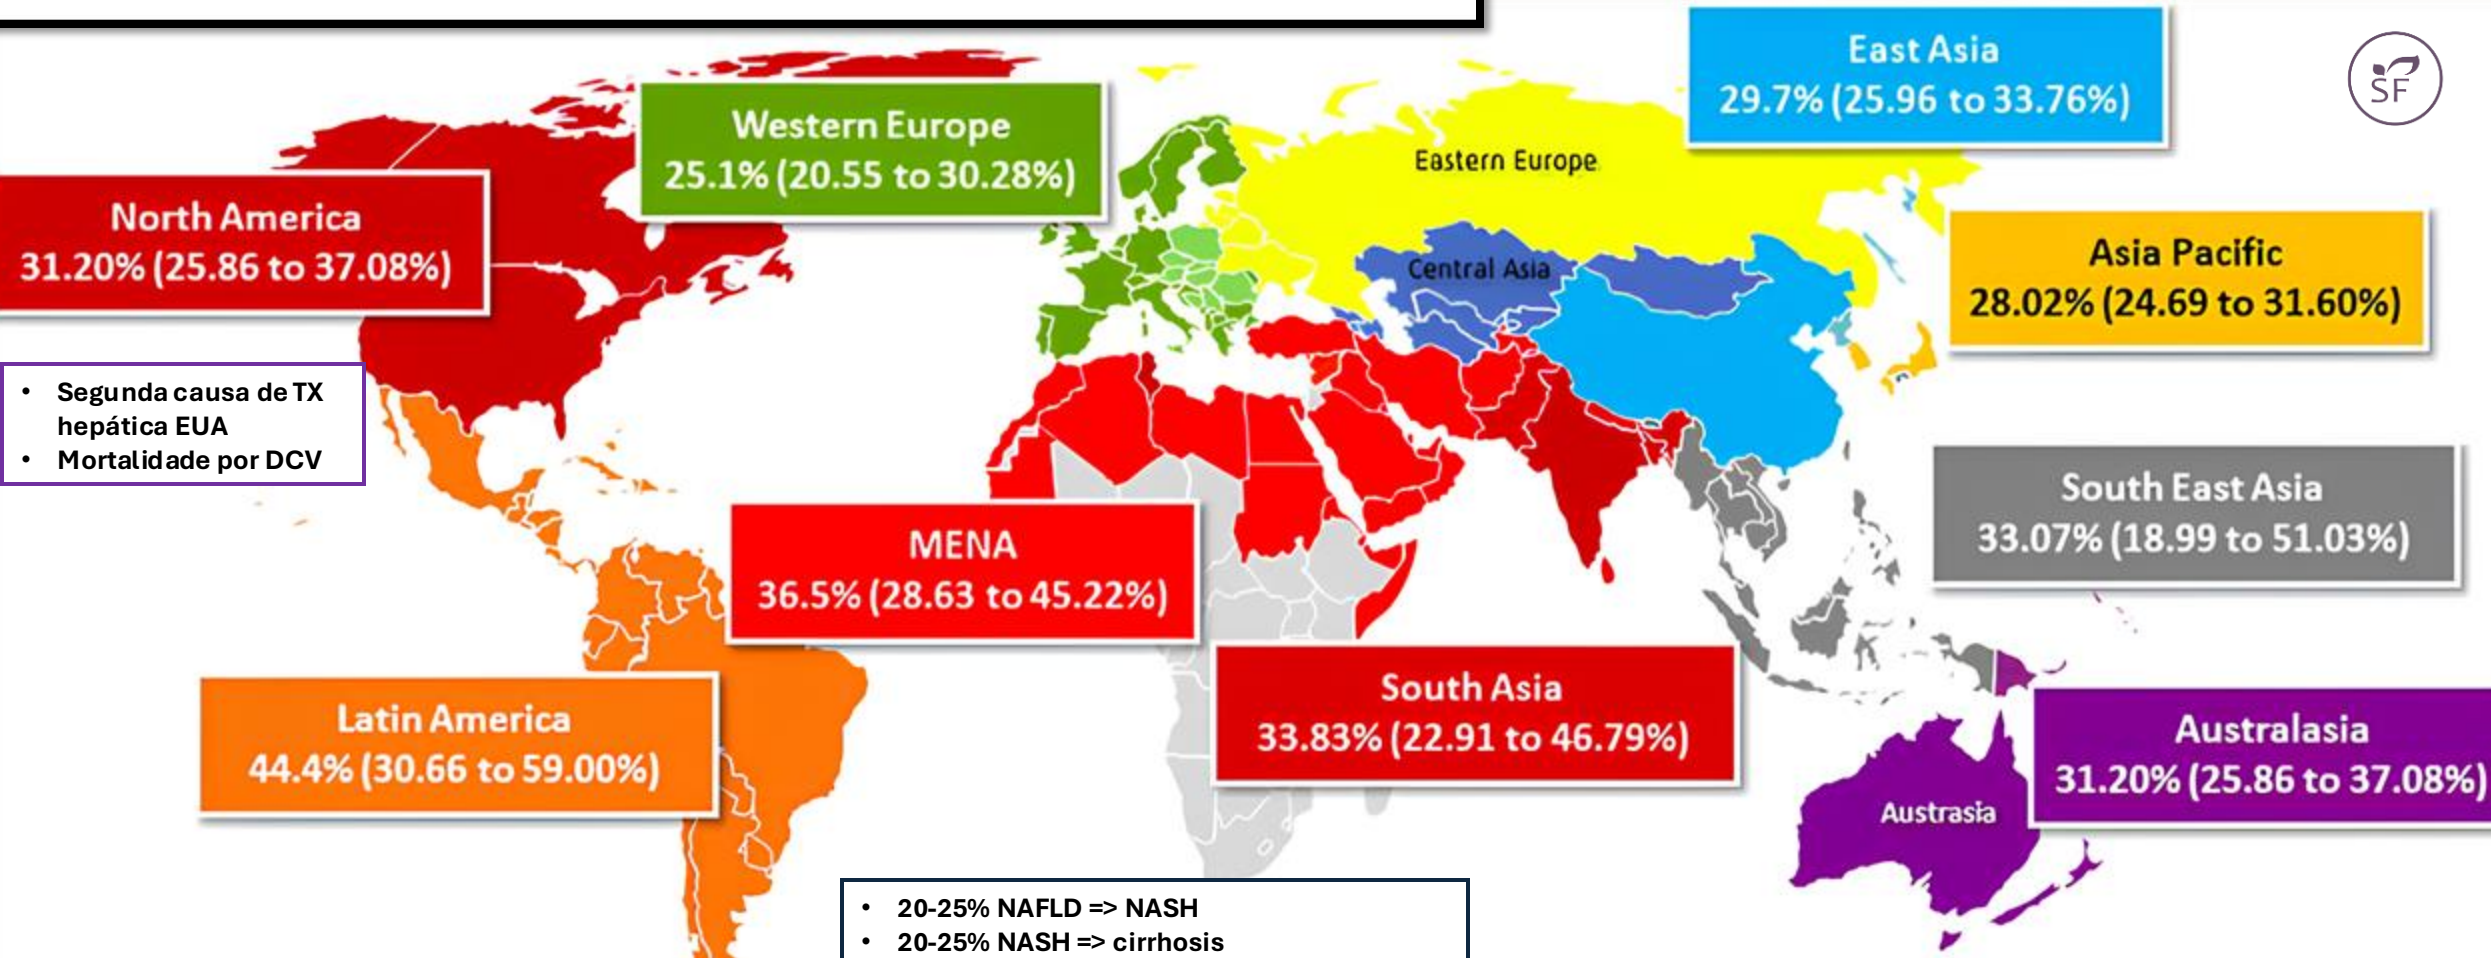 East Asia
29.7% (25.96 to 33.76%)
SF
Western Europe
25.1% (20.55 to 30.28%)
Eastern Europe
North America
31.20% (25.86 to 37.08%)
Asia Pacific
28.02% (24.69 to 31.60%)
Central Asia
• Segunda causa de TX
hepática EUA
• Mortalidade por DCV
South East Asia
33.07% (18.99 to 51.03%)
MENA
36.5% (28.63 to 45.22%)
South Asia
33.83% (22.91 to 46.79%)
Latin America
44.4% (30.66 to 59.00%)
Australasia
31.20% (25.86 to 37.08%)
Austrasia
• 20-25% NAFLD => NASH
• 20-25% NASH => cirrhosis